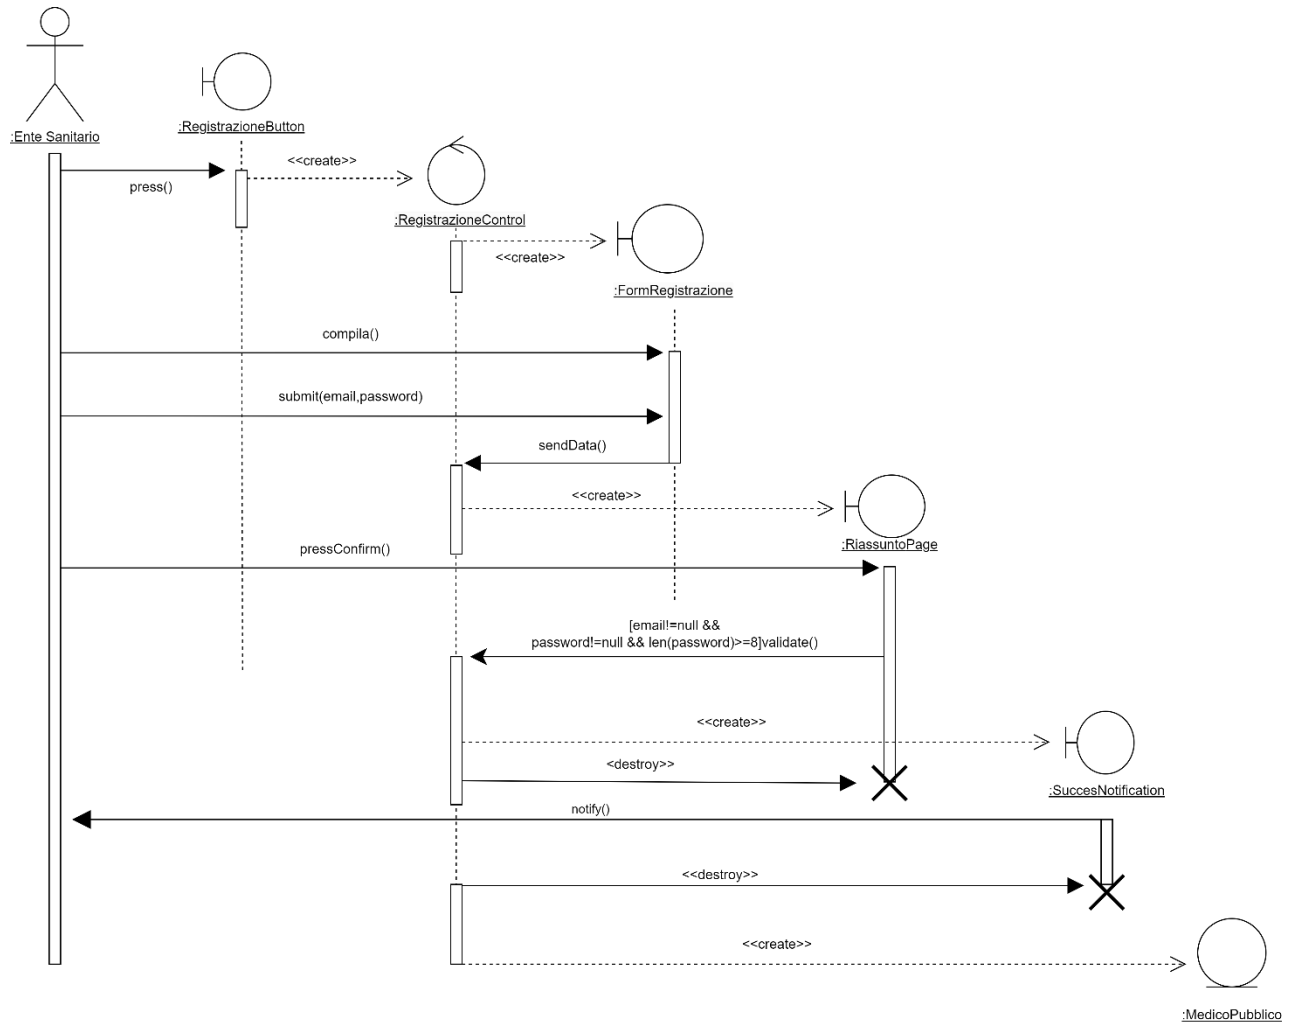 :Ente Sanitario
:RegistrazioneButton
<<create>>
press()
:RegistrazioneControl
<<create>>
:FormRegistrazione
compila()
submit(email,password)
sendData()
<<create>>
:RiassuntoPage
pressConfirm()
[email!=null &&
password!=null && len(password)>=8]validate()
<<create>>
<destroy>>
:SuccesNotification
notify()
<<destroy>>
<<create>>
:MedicoPubblico